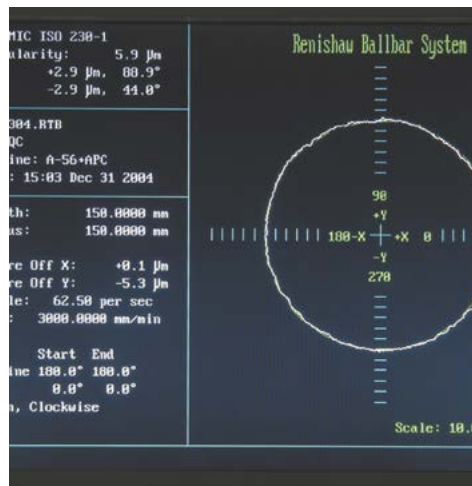 MIC ISO 230-1
ularity: 5.9 µm
+2.9 µm, 88.9°
-2.9 µm, 44.0°
304.RTB
QC
ine: A-56+APC
: 15:03 Dec 31 2004
th: 150.0000 mm
us: 150.0000 mm
re Off X: +0.1 µm
re Off Y: -5.3 µm
le: 62.50 per sec
: 3000.0000 mm/min
Start End
ine 180.0° 180.0°
0.0° 0.0°
n, Clockwise
Renishaw Ballbar System
90
+Y
180-X +X 0
-Y
270
Scale: 10.